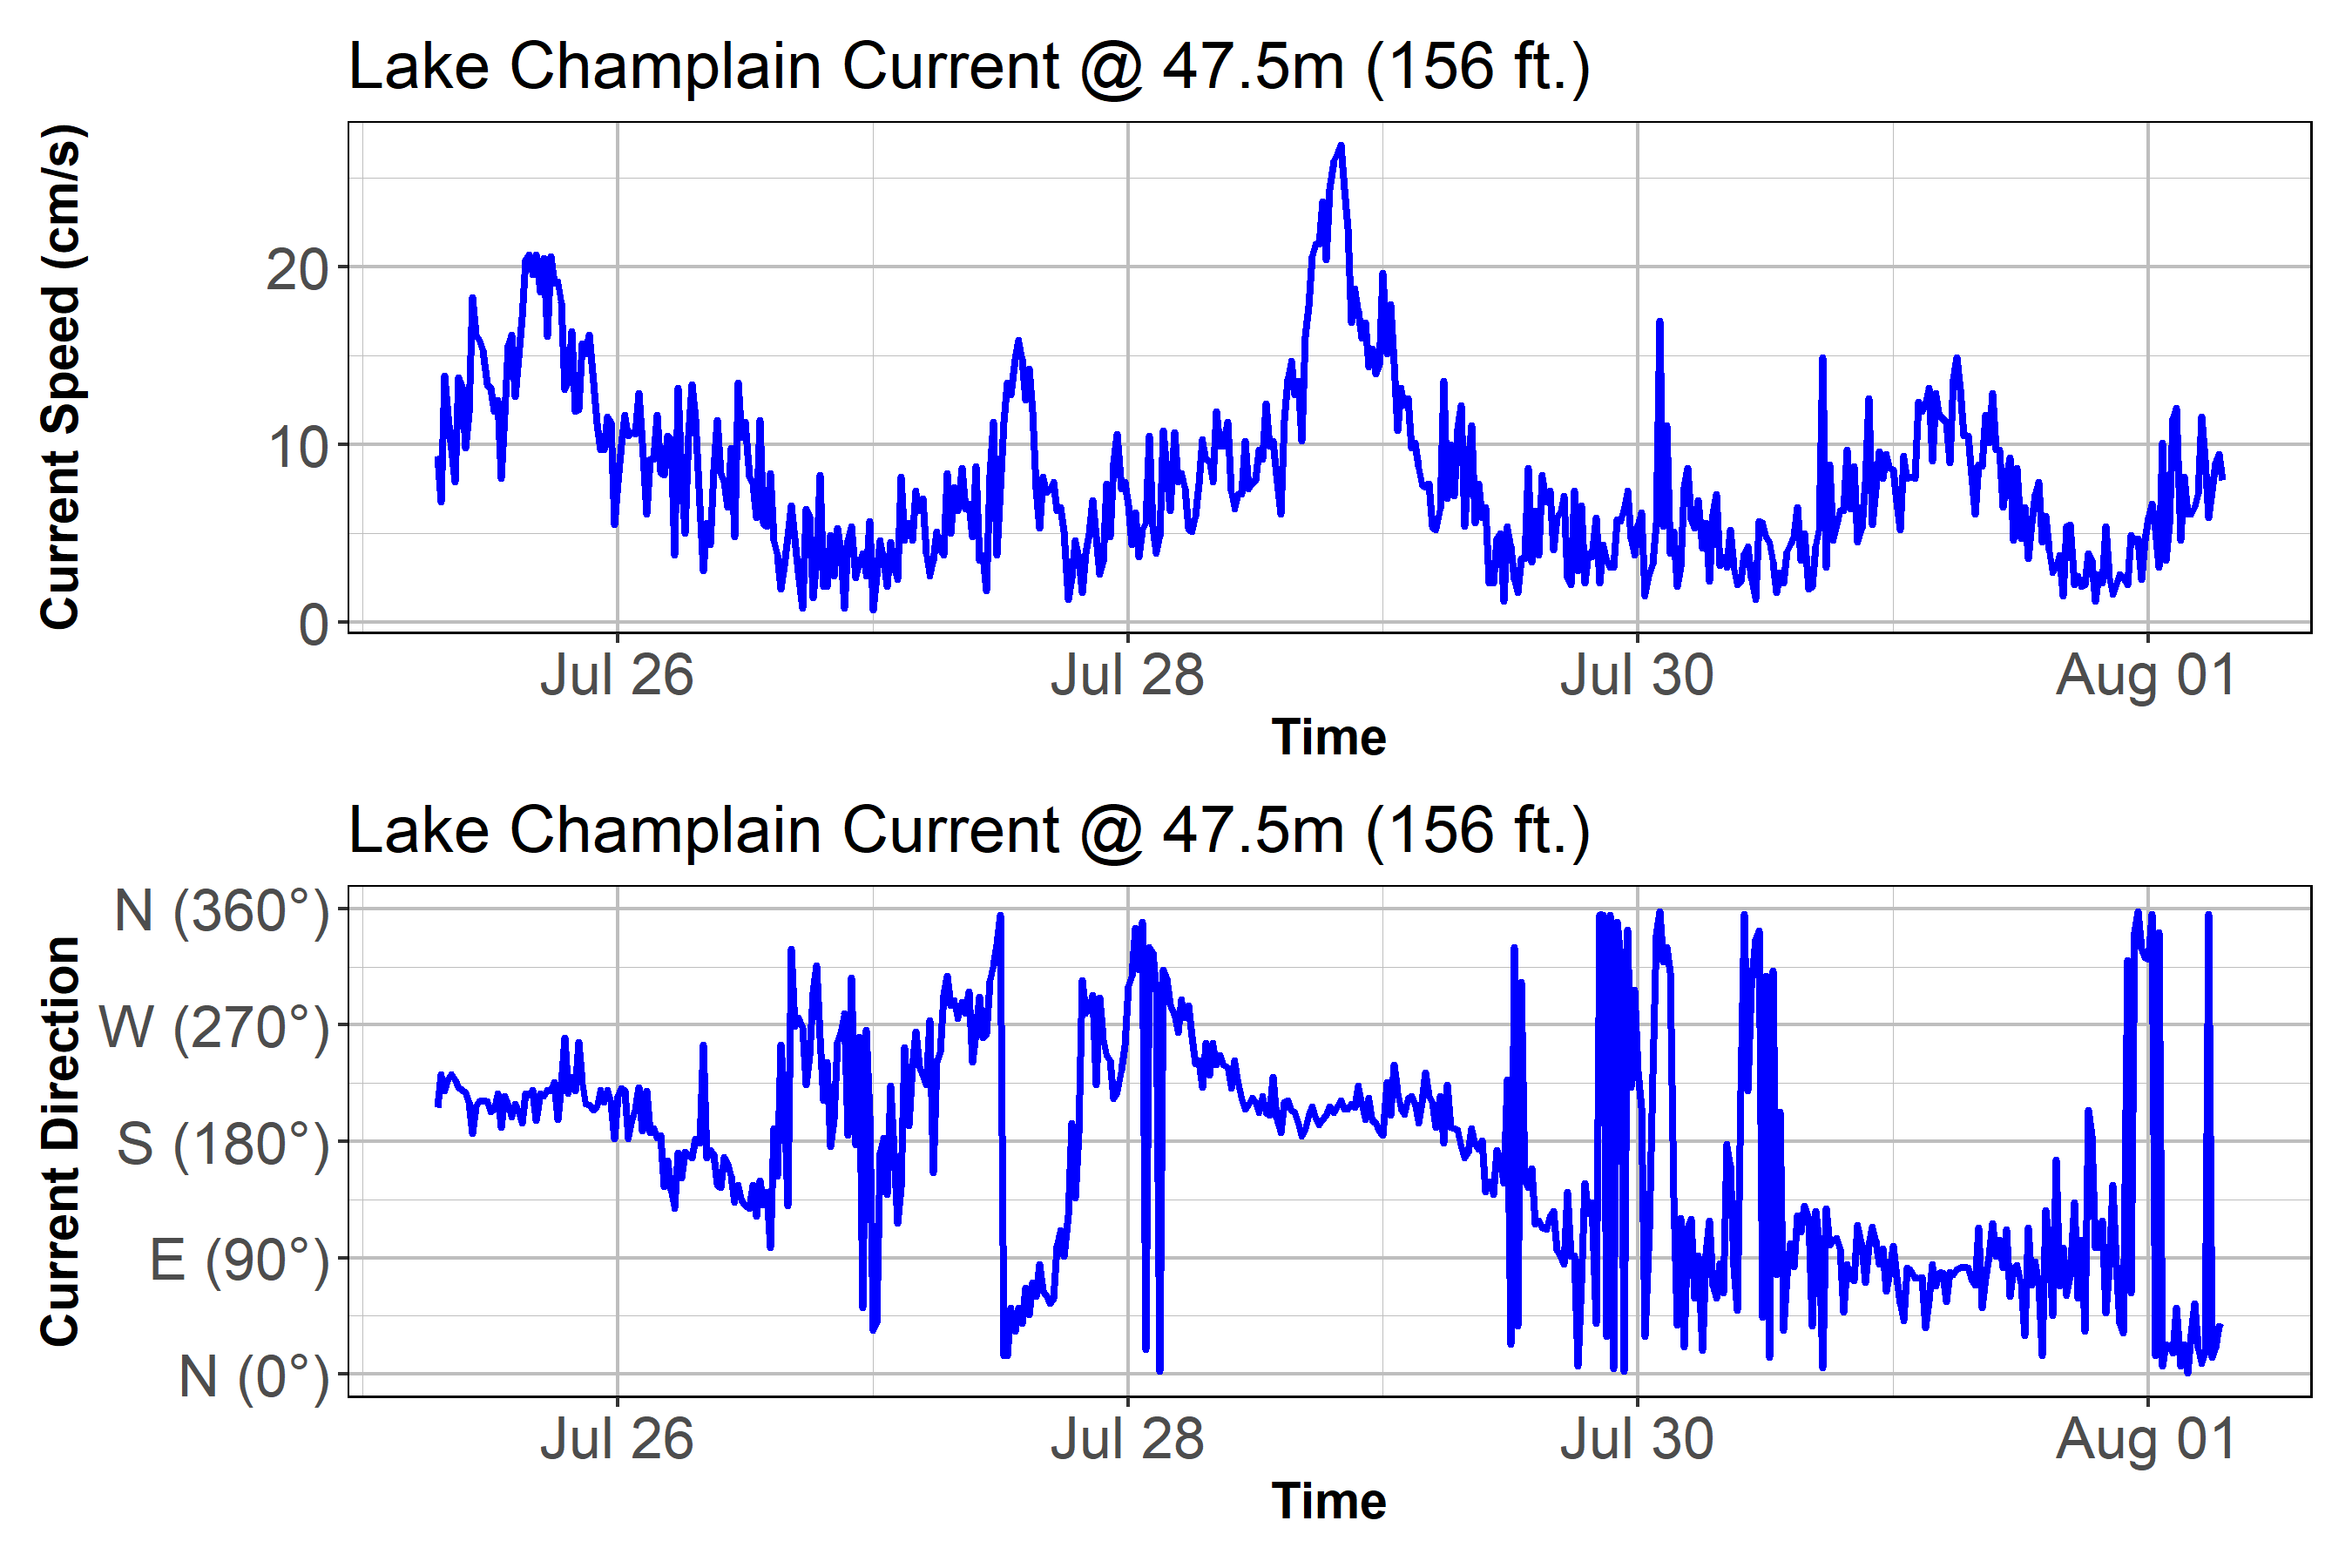 Lake Champlain Current @ 47.5m (156 ft.)
Current Speed (cm/s)
20
10
0
Jul 26 Jul 28 Jul 30 Aug 01
Time
Lake Champlain Current @ 47.5m (156 ft.)
Current Direction
N (360°)
W (270°)
S (180°)
E (90°)
N (0°)
Jul 26 Jul 28 Jul 30 Aug 01
Time